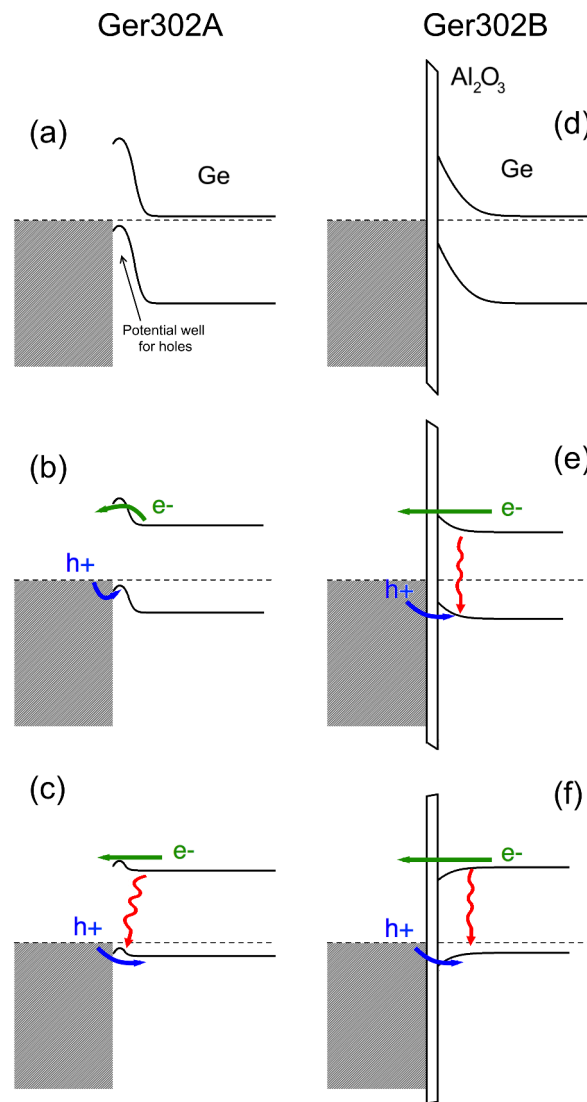 Ger302A
Ger302B
Al₂O₃
(a)
(d)
Ge
Ge
Potential well
for holes
(b)
(e)
e-
e-
h+
h+
(c)
(f)
e-
e-
h+
h+